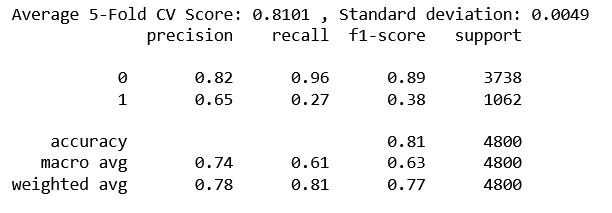 Average 5-Fold CV Score: 0.8101 , Standard deviation: 0.0049
precision recall f1-score support
0 0.82 0.96 0.89 3738
1 0.65 0.27 0.38 1062
accuracy 0.81 4800
macro avg 0.74 0.61 0.63 4800
weighted avg 0.78 0.81 0.77 4800